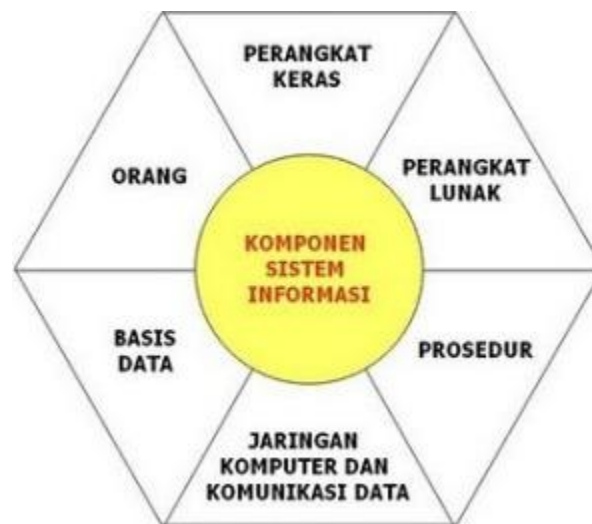 PERANGKAT
KERAS
ORANG
PERANGKAT
LUNAK
KOMPONEN
SISTEM
INFORMASI
BASIS
DATA
PROSEDUR
JARINGAN
KOMPUTER DAN
KOMUNIKASI DATA